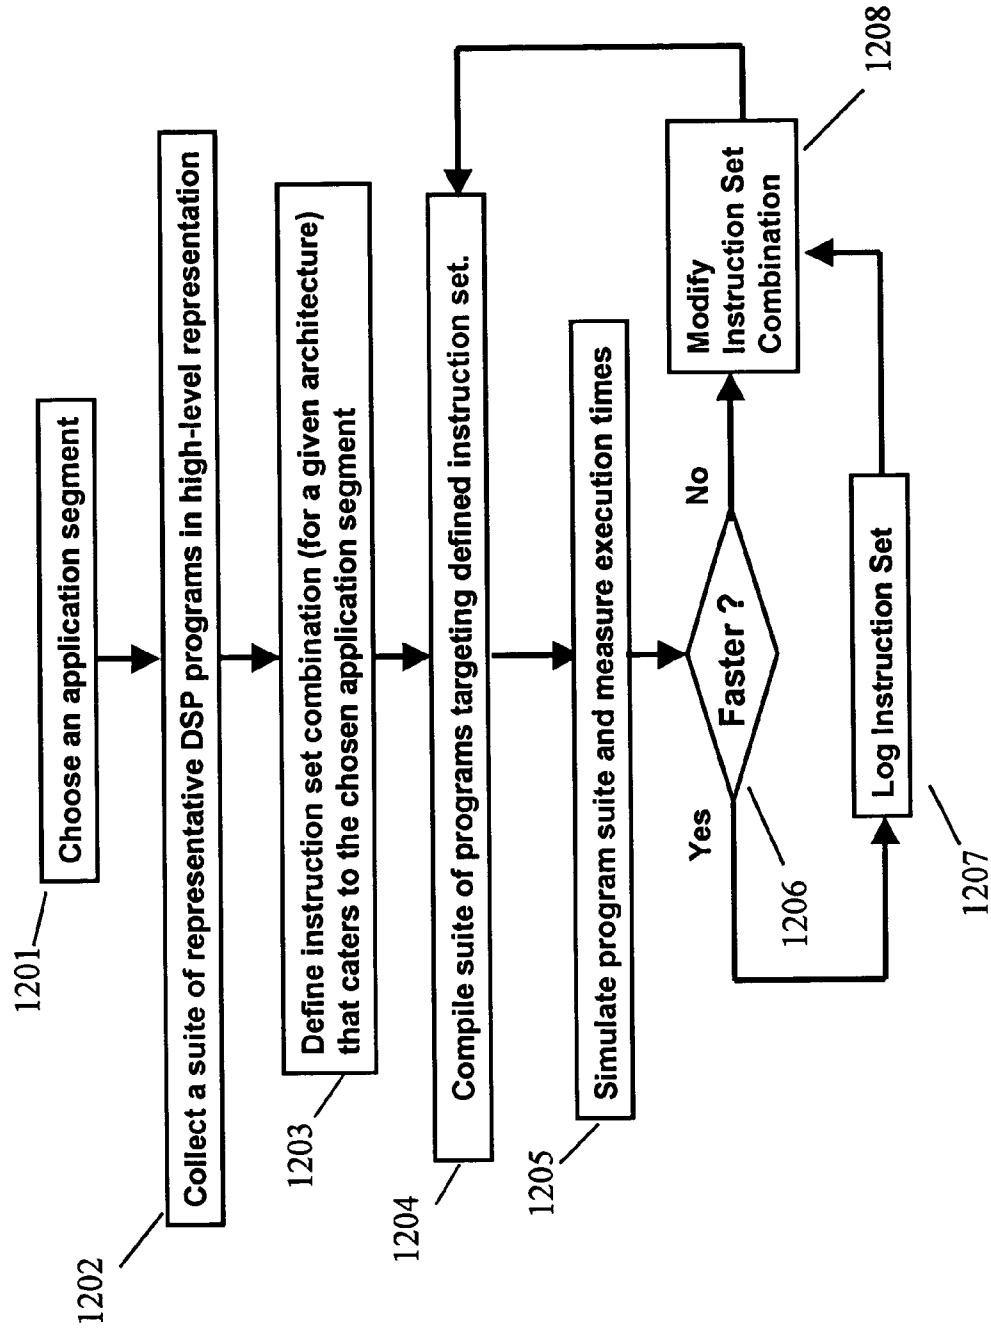 1201
Choose an application segment
1202
Collect a suite of representative DSP programs in high-level representation
1203
Define instruction set combination (for a given architecture)
that caters to the chosen application segment
1204
Compile suite of programs targeting defined instruction set.
1205
Simulate program suite and measure execution times
Yes
Faster ?
No
1206
Modify
Instruction Set
Combination
1208
Log Instruction Set
1207